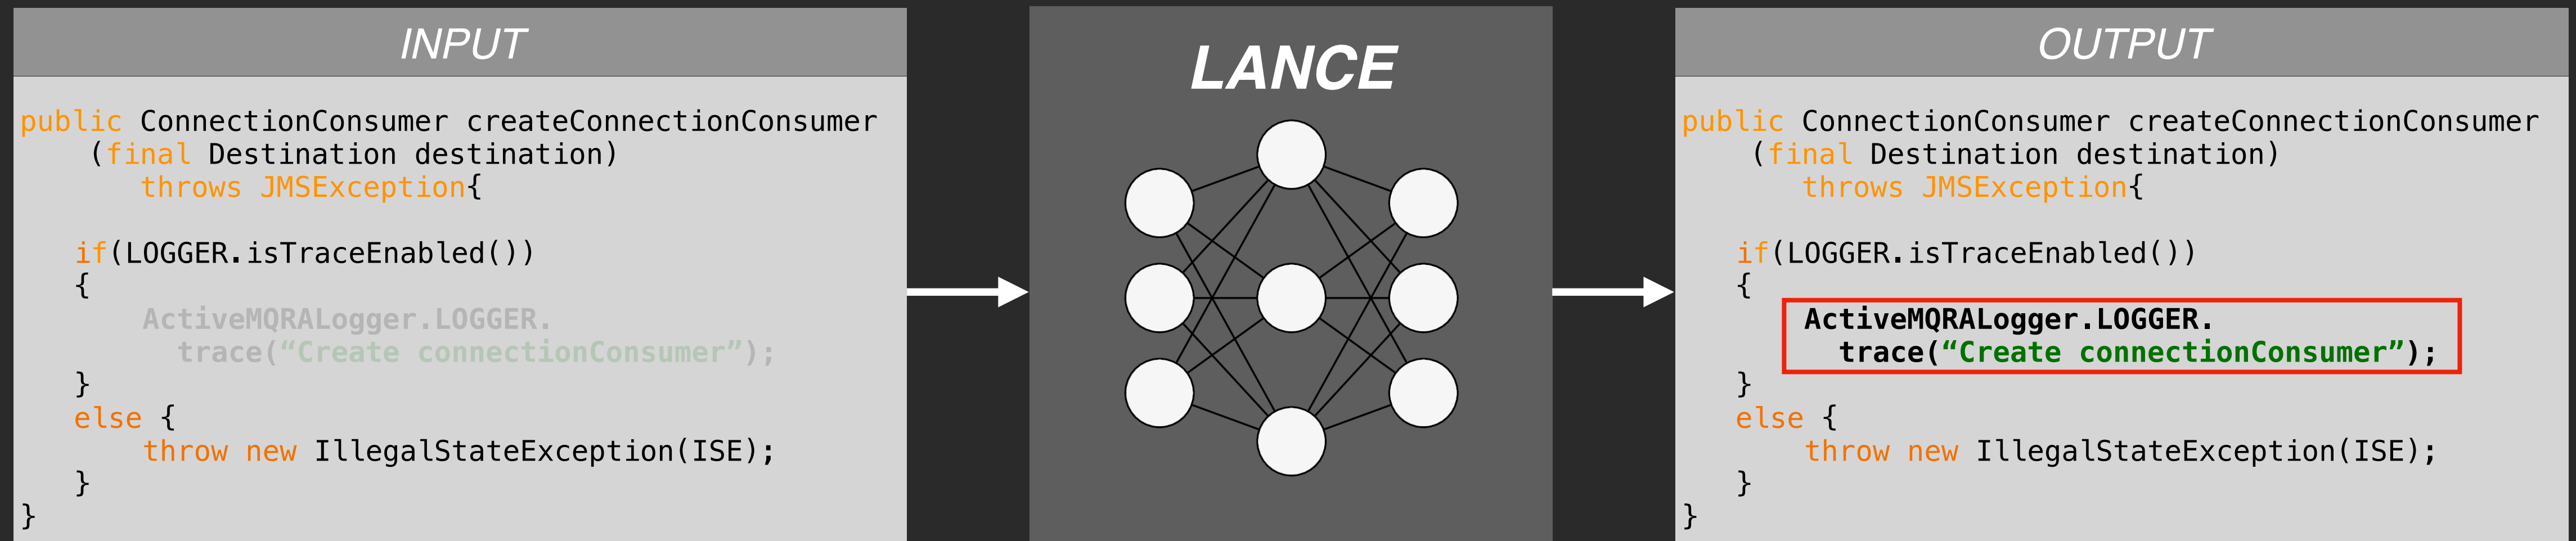 INPUT
public ConnectionConsumer createConnectionConsumer
(final Destination destination)
throws JMSException{
if(LOGGER.isTraceEnabled())
{
ActiveMQRALogger.LOGGER.
trace(“Create connectionConsumer”);
}
else {
throw new IllegalStateException(ISE);
}
}
LANCE
OUTPUT
public ConnectionConsumer createConnectionConsumer
(final Destination destination)
throws JMSException{
if(LOGGER.isTraceEnabled())
{
ActiveMQRALogger.LOGGER.
trace(“Create connectionConsumer”);
}
else {
throw new IllegalStateException(ISE);
}
}